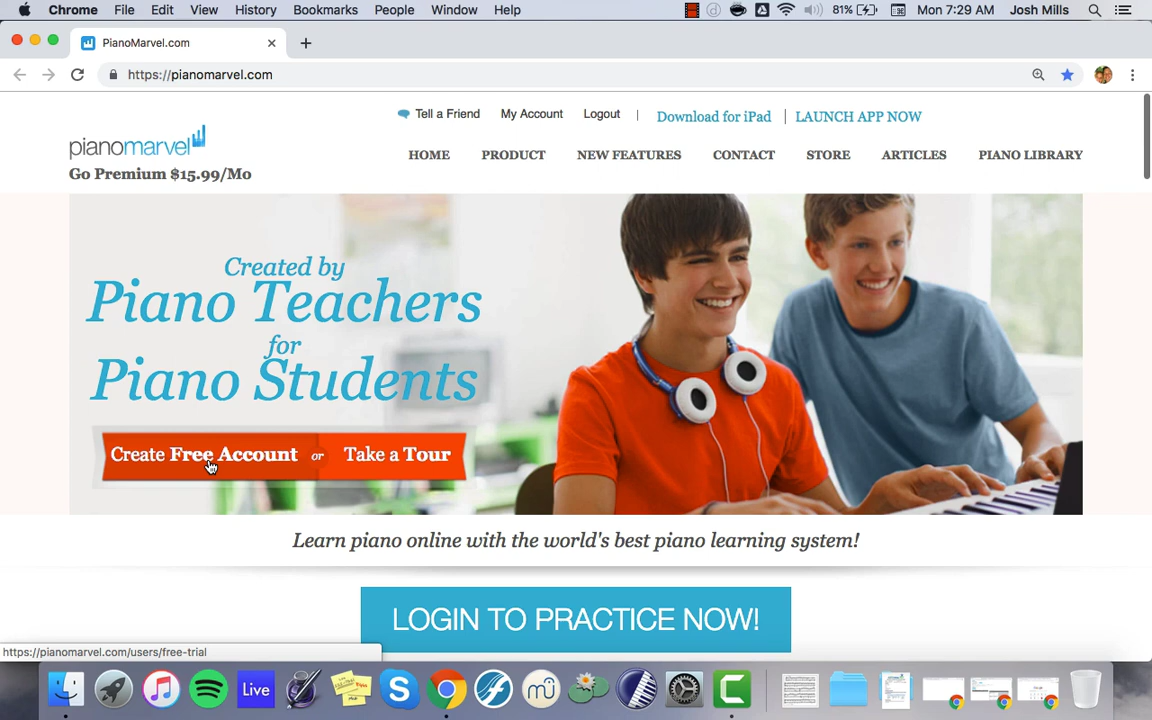 Chrome File Edit View History Bookmarks People Window Help 81% Mon 7:29 AM Josh Mills
PianoMarvel.com
https://pianomarvel.com
Tell a Friend My Account Logout | Download for iPad | LAUNCH APP NOW
pianomarvel
Go Premium $15.99/Mo
HOME PRODUCT NEW FEATURES CONTACT STORE ARTICLES PIANO LIBRARY
Created by
Piano Teachers
for
Piano Students
Create Free Account or Take a Tour
Learn piano online with the world's best piano learning system!
LOGIN TO PRACTICE NOW!
https://pianomarvel.com/users/free-trial
Live